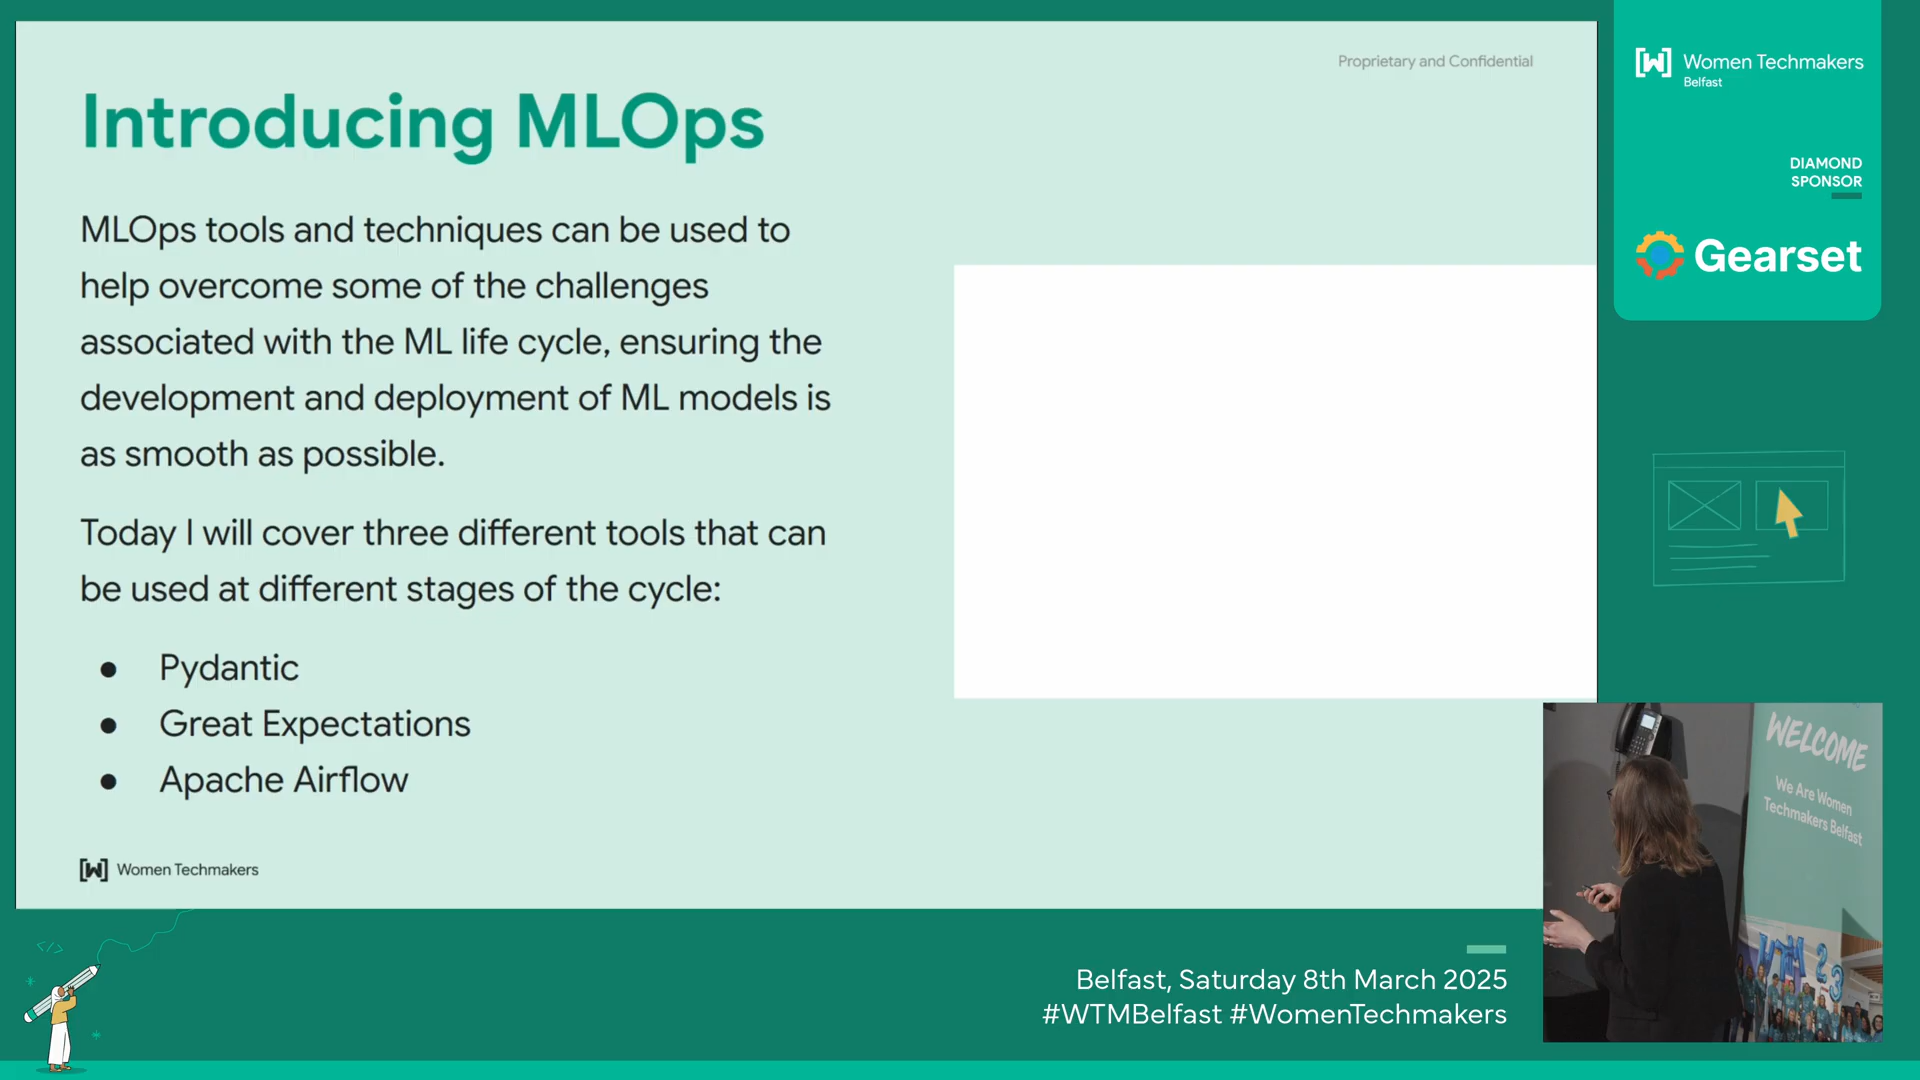 Proprietary and Confidential
Introducing MLOps
MLOps tools and techniques can be used to
help overcome some of the challenges
associated with the ML life cycle, ensuring the
development and deployment of ML models is
as smooth as possible.
Today I will cover three different tools that can
be used at different stages of the cycle:
● Pydantic
● Great Expectations
● Apache Airflow
[W] Women Techmakers
[W] Women Techmakers
Belfast
DIAMOND
SPONSOR
Gearset
</>
WELCOME
We Are Women
Techmakers Belfast
WTM 23
Belfast, Saturday 8th March 2025
#WTMBelfast #WomenTechmakers